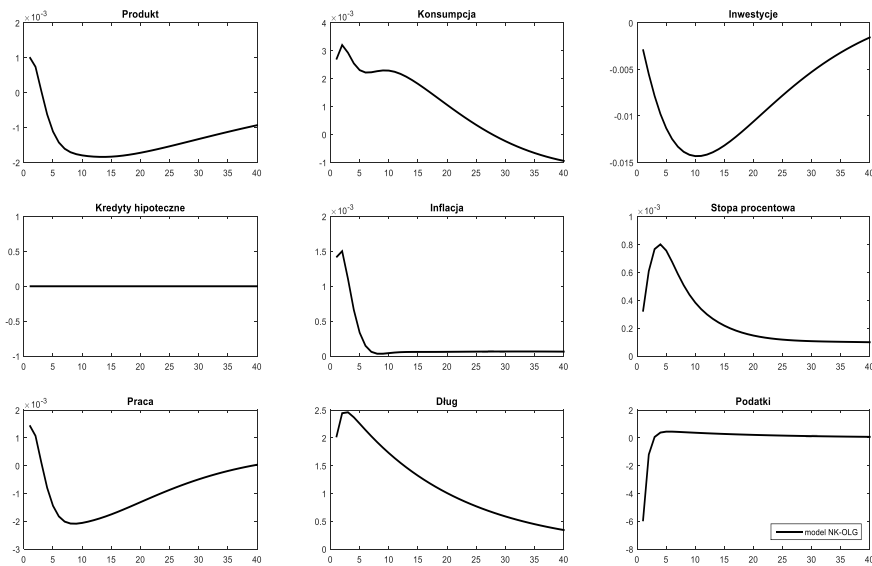 Produkt
×10-3
2
1
0
-1
-2
0 5 10 15 20 25 30 35 40
Konsumpcja
×10-3
4
3
2
1
0
-1
0 5 10 15 20 25 30 35 40
Inwestycje
0
-0.005
-0.01
-0.015
0 5 10 15 20 25 30 35 40
Kredyty hipoteczne
1
0.5
0
-0.5
-1
0 5 10 15 20 25 30 35 40
Inflacja
×10-3
2
1.5
1
0.5
0
0 5 10 15 20 25 30 35 40
Stopa procentowa
×10-3
1
0.8
0.6
0.4
0.2
0
0 5 10 15 20 25 30 35 40
Praca
×10-3
2
1
0
-1
-2
-3
0 5 10 15 20 25 30 35 40
Dług
2.5
2
1.5
1
0.5
0
0 5 10 15 20 25 30 35 40
Podatki
2
0
-2
-4
-6
-8
0 5 10 15 20 25 30 35 40
model NK-OLG